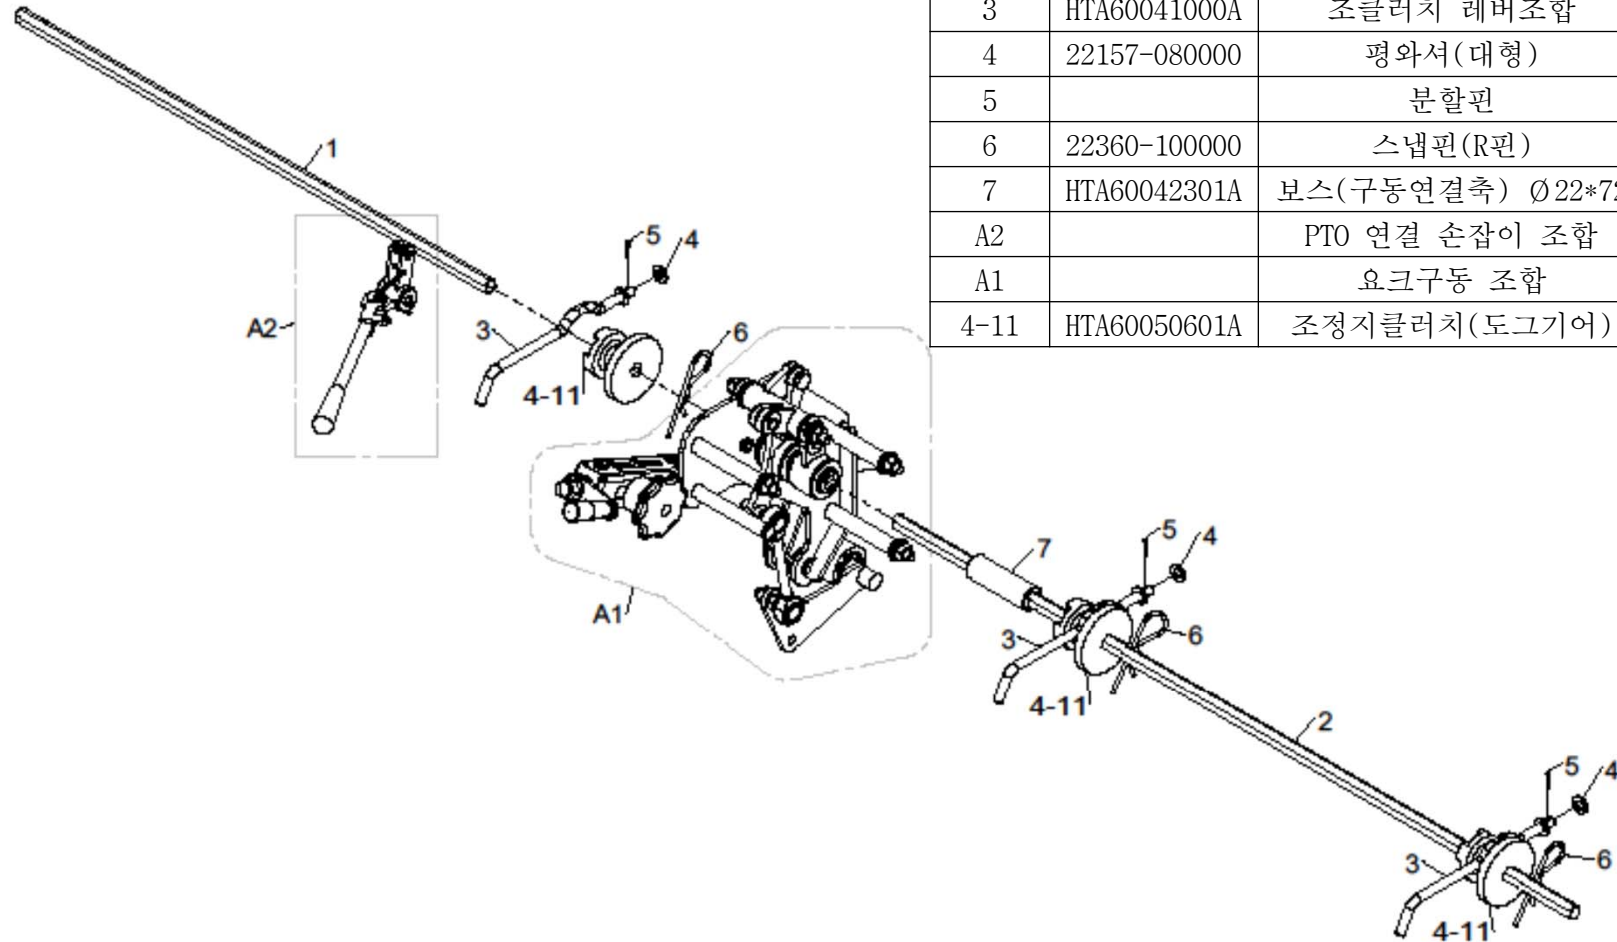 3 HTA60041000A 조클러치 레버조합
4 22157-080000 평와셔(대형)
5 분할핀
6 22360-100000 스냅핀(R핀)
7 HTA60042301A 보스(구동연결축) Ø22*72
A2 PTO 연결 손잡이 조합
A1 요크구동 조합
4-11 HTA60050601A 조정지클러치(도그기어)
1
5
4
A2
3
6
4-11
A1
7
5
4
3
6
4-11
2
5
4
3
6
4-11